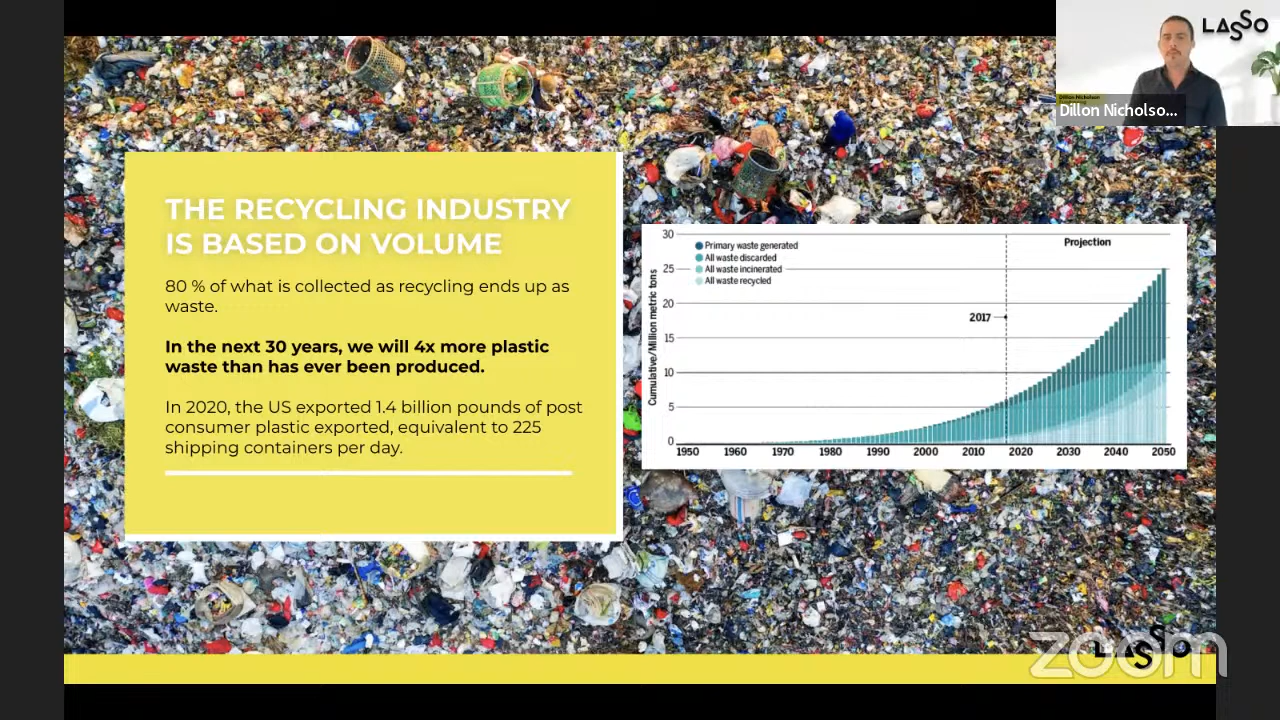 LASSO
Dillon Nicholson
Dillon Nicholso...
THE RECYCLING INDUSTRY
IS BASED ON VOLUME
80 % of what is collected as recycling ends up as
waste.
In the next 30 years, we will 4x more plastic
waste than has ever been produced.
In 2020, the US exported 1.4 billion pounds of post
consumer plastic exported, equivalent to 225
shipping containers per day.
Cumulative/Million metric tons
30
25
20
15
10
5
0
Primary waste generated
All waste discarded
All waste incinerated
All waste recycled
Projection
2017
1950 1960 1970 1980 1990 2000 2010 2020 2030 2040 2050
LASSO
zoom